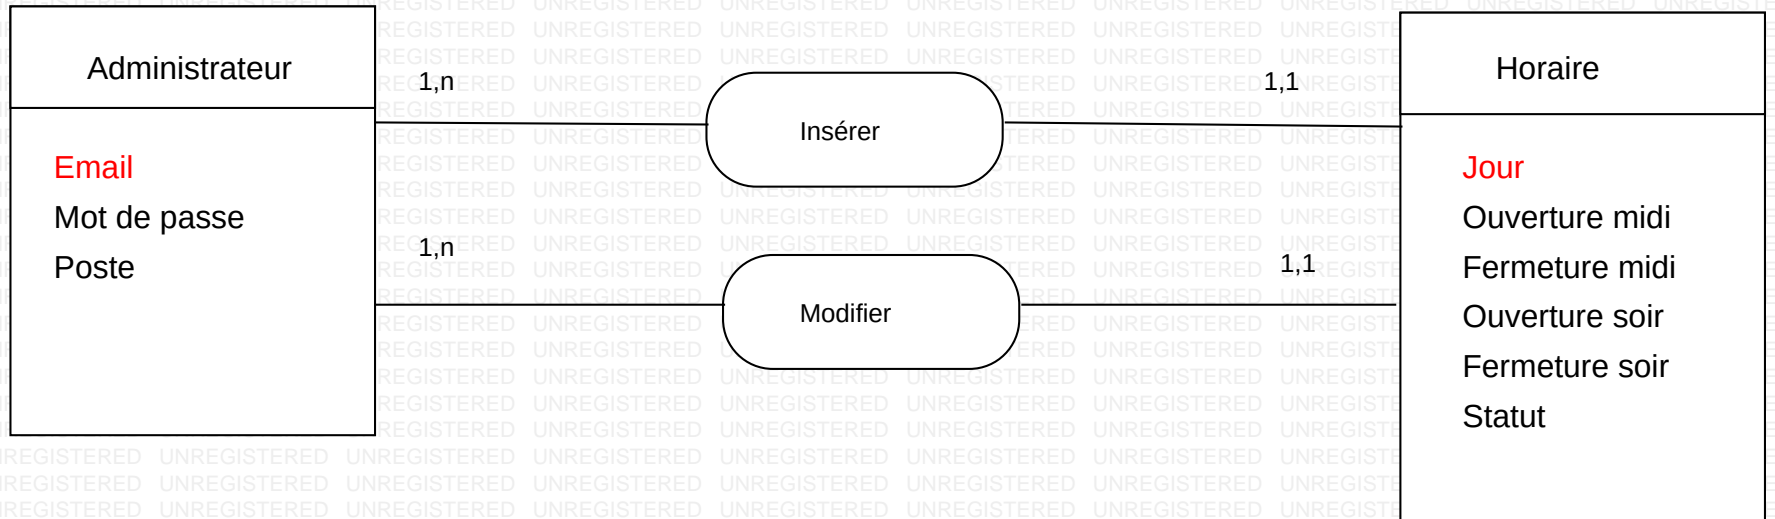 Administrateur
Email
Mot de passe
Poste
1,n
Insérer
1,1
1,n
Modifier
1,1
Horaire
Jour
Ouverture midi
Fermeture midi
Ouverture soir
Fermeture soir
Statut
UNREGISTERED